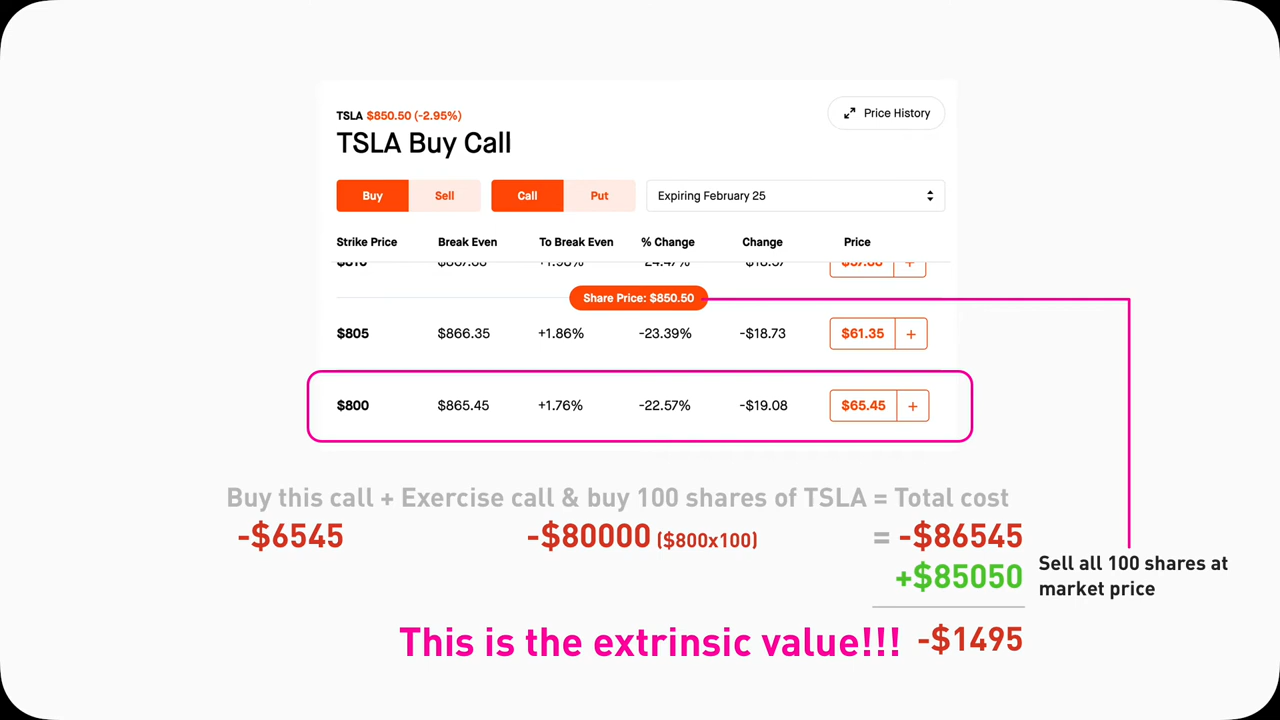 TSLA $850.50 (-2.95%)
Price History
TSLA Buy Call
Buy Sell Call Put Expiring February 25
Strike Price Break Even To Break Even % Change Change Price
Share Price: $850.50
$805 $866.35 +1.86% -23.39% -$18.73 $61.35 +
$800 $865.45 +1.76% -22.57% -$19.08 $65.45 +
Buy this call + Exercise call & buy 100 shares of TSLA = Total cost
-$6545 -$80000 ($800x100) = -$86545
+$85050
Sell all 100 shares at
market price
This is the extrinsic value!!! -$1495